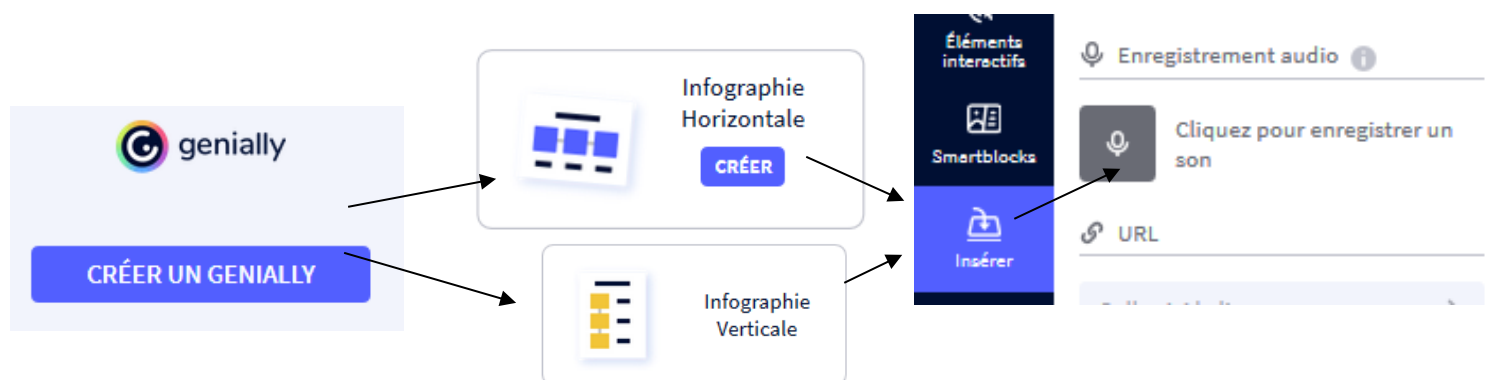 genially
CRÉER UN GENIALLY
Infographie
Horizontale
CRÉER
Infographie
Verticale
Éléments
interactifs
Smartblocks
Insérer
Enregistrement audio
Cliquez pour enregistrer un
son
URL